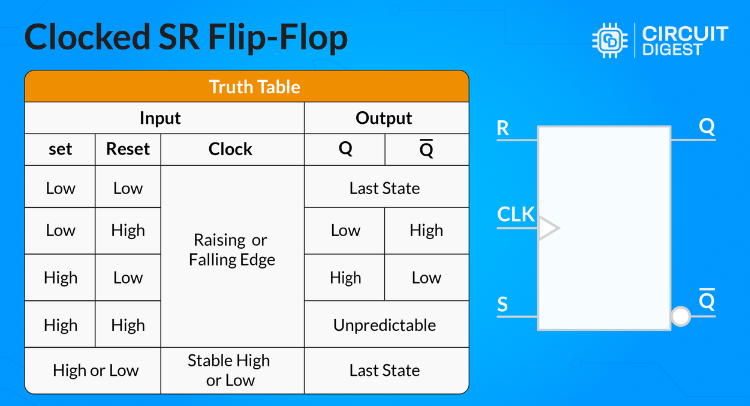 Clocked SR Flip-Flop
CIRCUIT
DIGEST
Truth Table
Input Output
set Reset Clock Q Q̅
Low Low Last State
Low High Low High
Raising or
Falling Edge
High Low High Low
High High Unpredictable
High or Low Stable High
or Low Last State
R Q
CLK
S Q̅